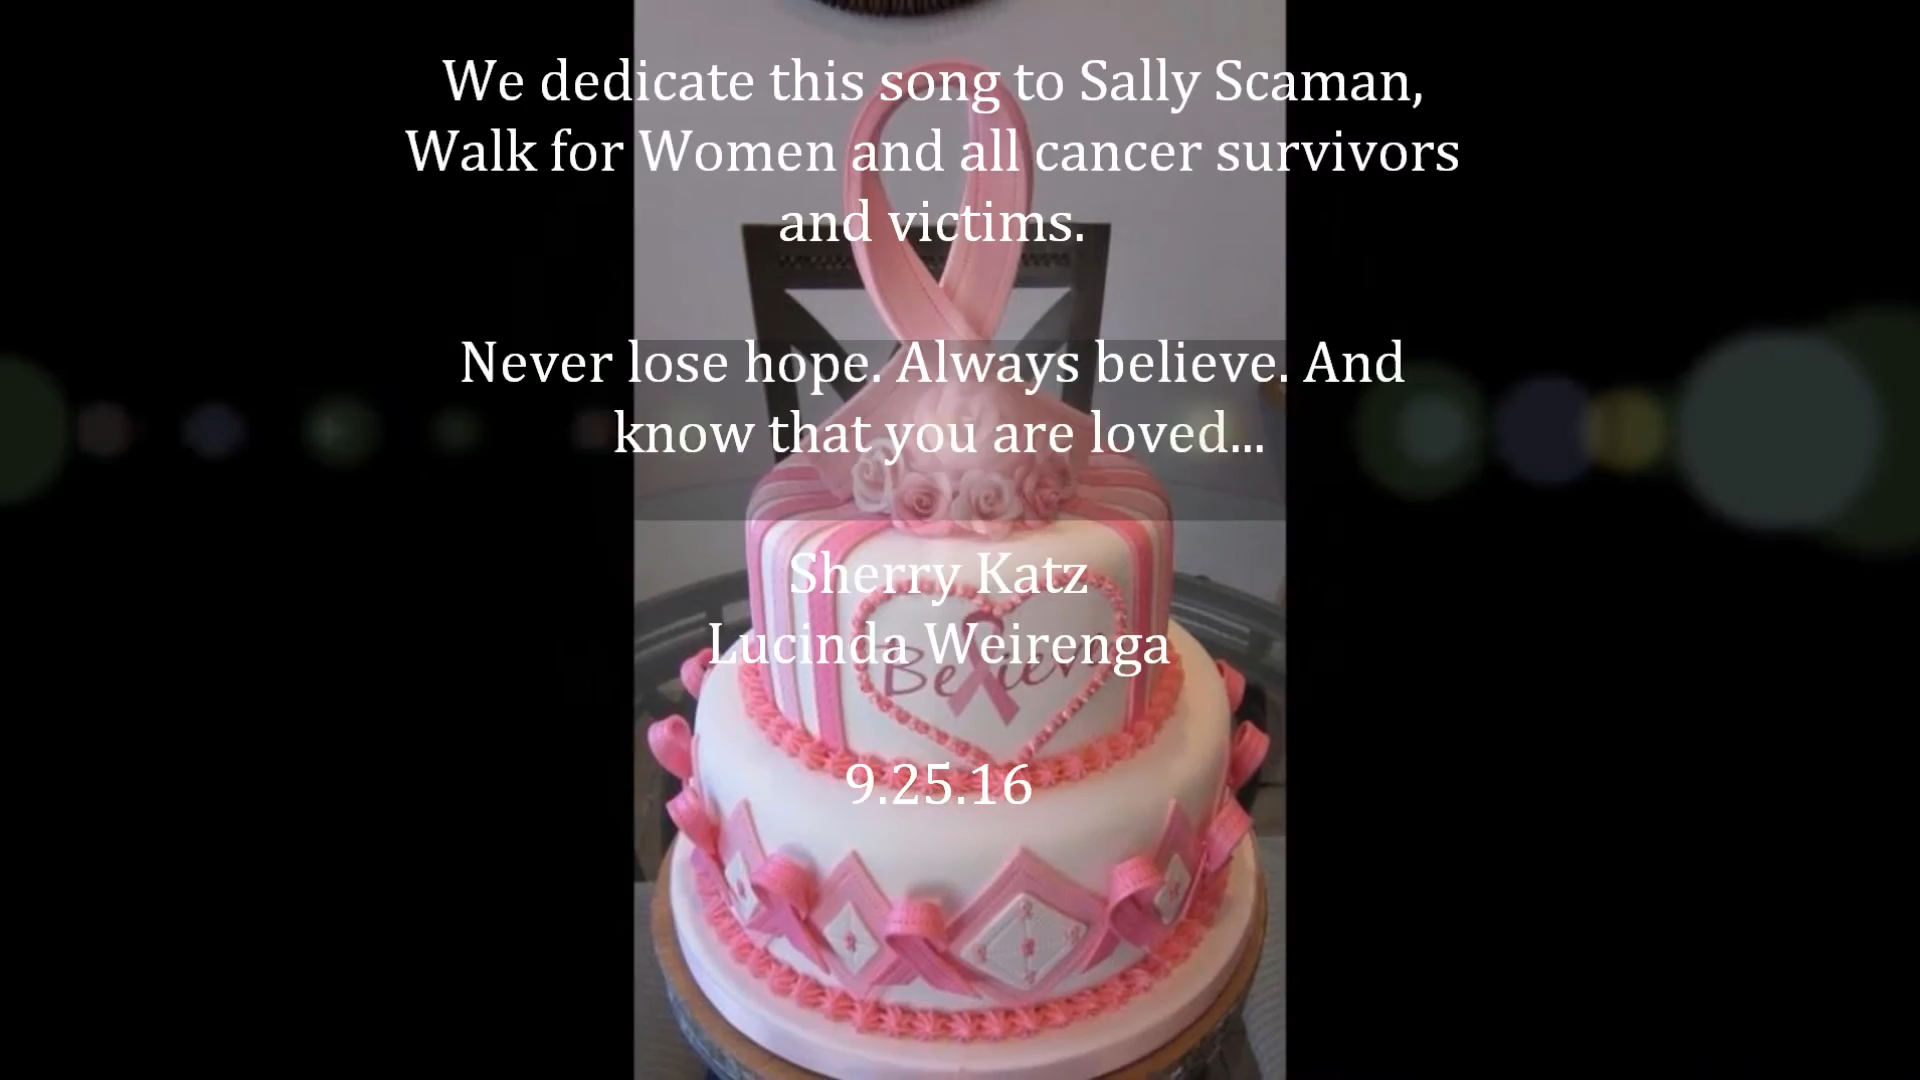 We dedicate this song to Sally Scaman,
Walk for Women and all cancer survivors
and victims.
Never lose hope. Always believe. And
know that you are loved...
Sherry Katz
Lucinda Weirenga
Believe
9.25.16